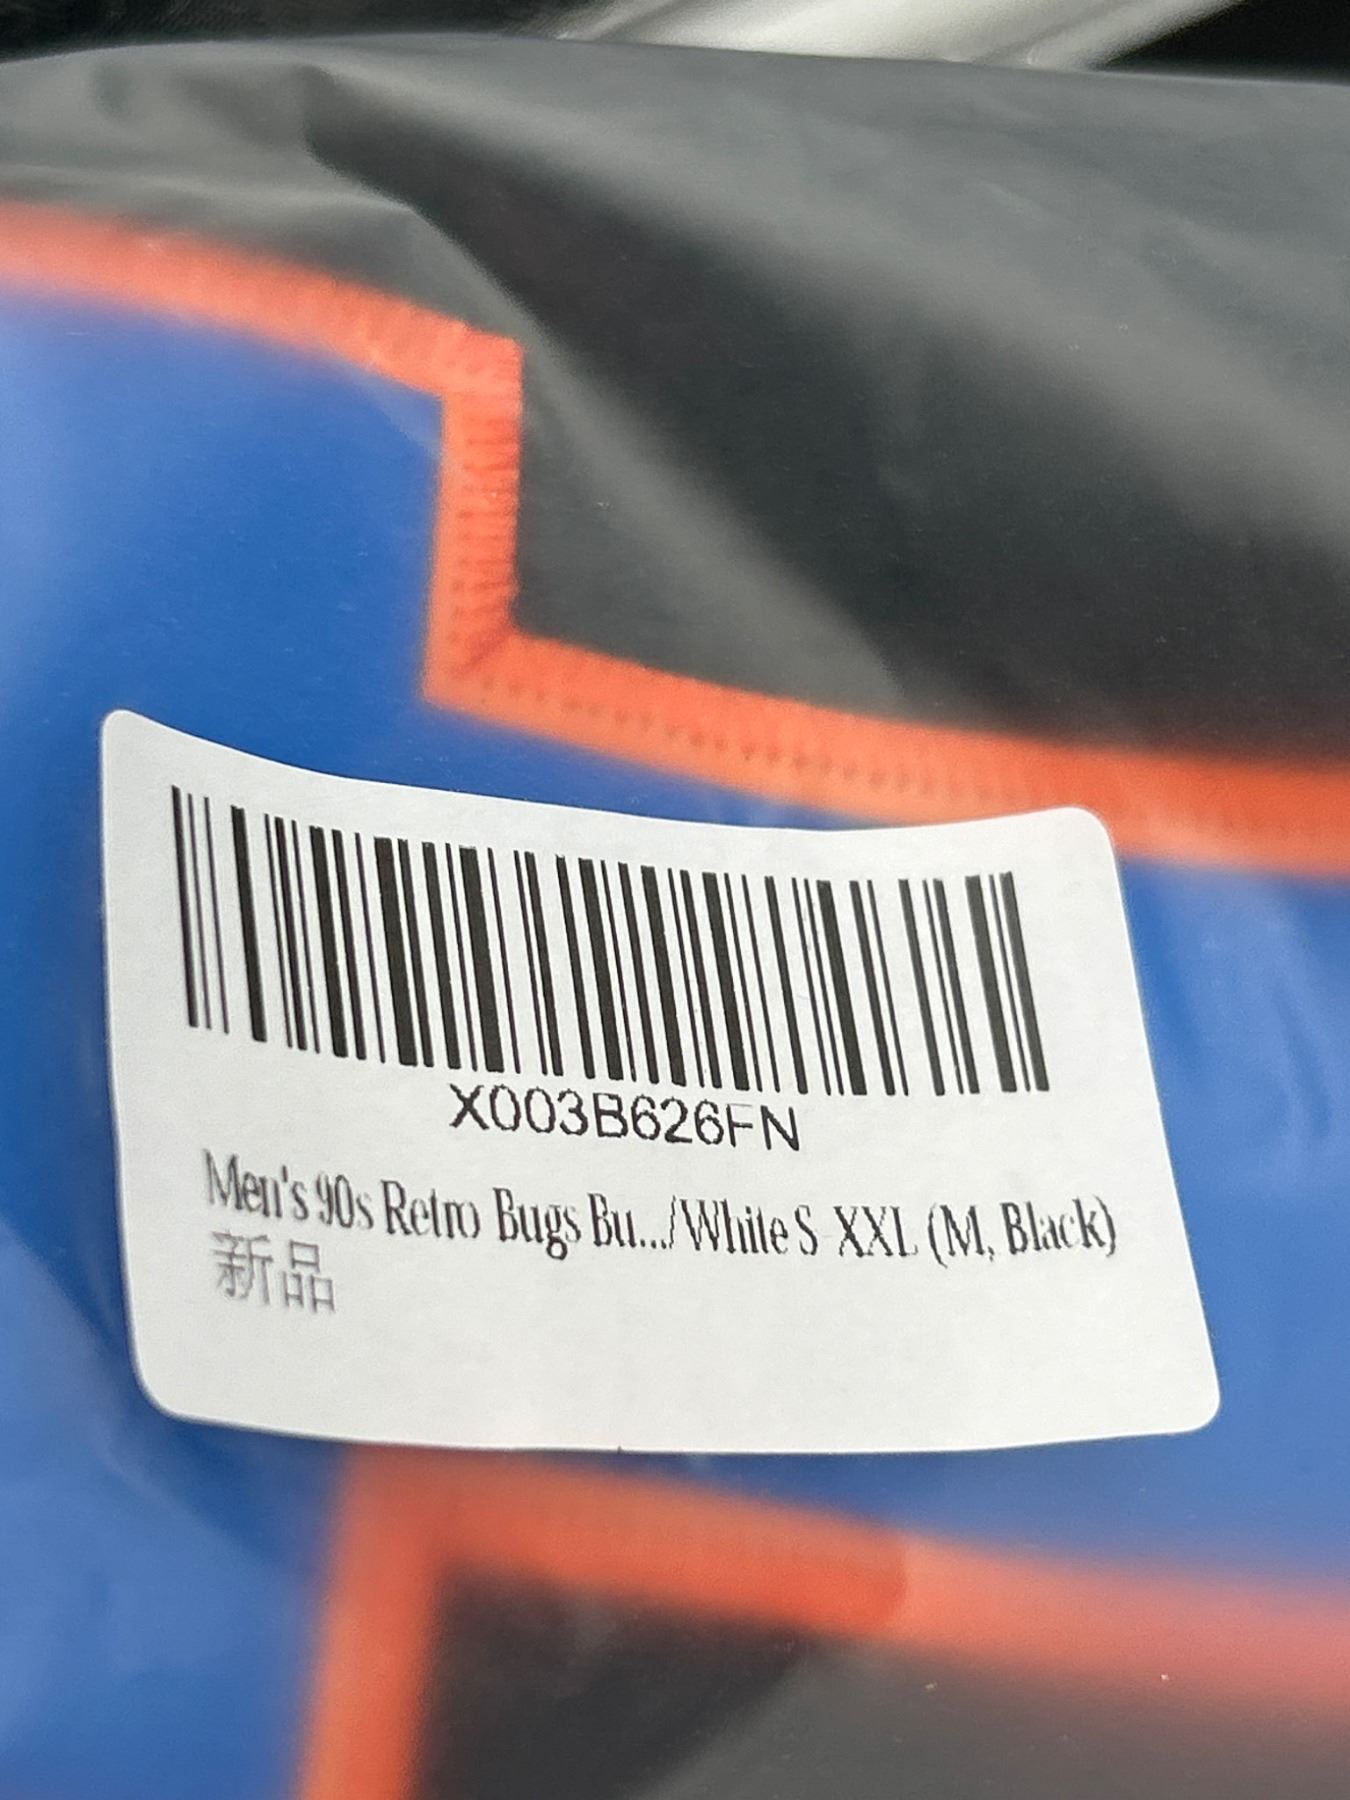 X003B626FN
Men's 90s Retro Bugs Bu.../White S-XXL (M, Black)
新品